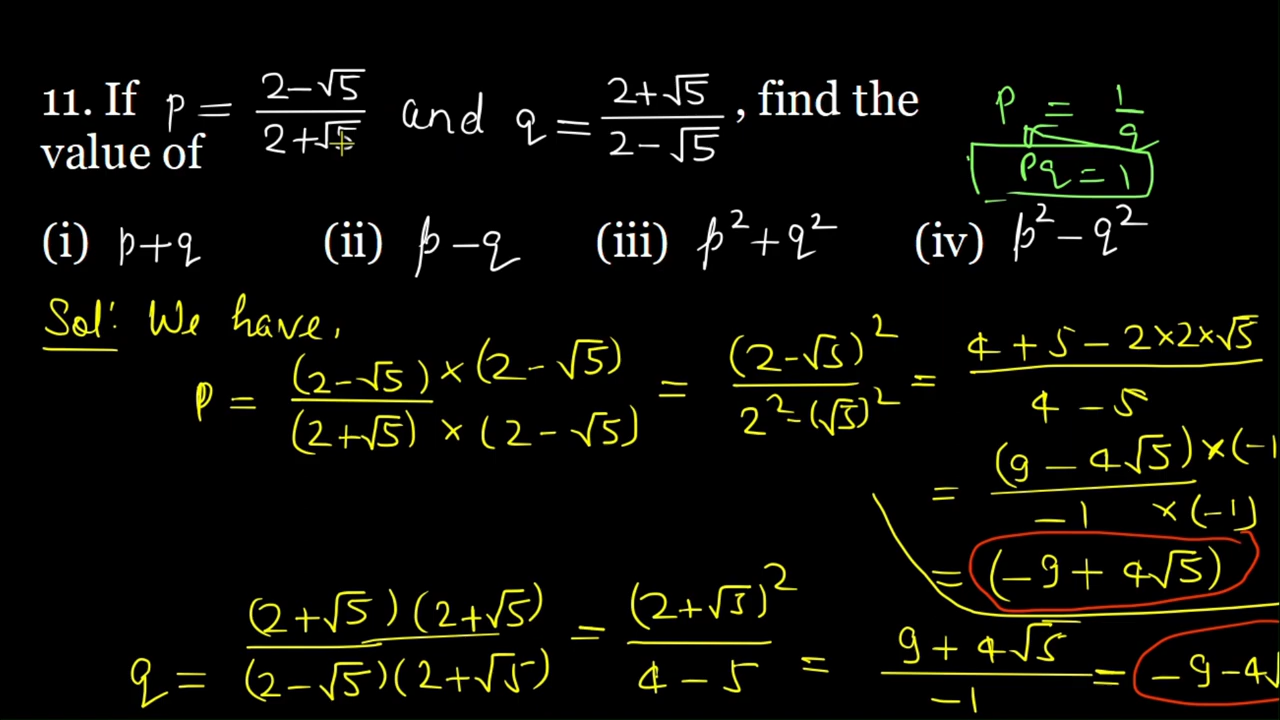 11. If p = (2-√5)/(2+√5) and q = (2+√5)/(2-√5), find the
value of
p = 1/q
pq = 1
(i) p+q (ii) p-q (iii) p²+q² (iv) p²-q²
Sol: We have,
p = ((2-√5)×(2-√5))/((2+√5)×(2-√5)) = (2-√5)²/(2²-(√5)²) = (4+5-2×2×√5)/(4-5)
= ((9-4√5)×(-1)/(-1 ×(-1)
= (-9+4√5)
q = ((2+√5)(2+√5))/((2-√5)(2+√5)) = (2+√5)²/(4-5) = (9+4√5)/(-1) = -9-4√